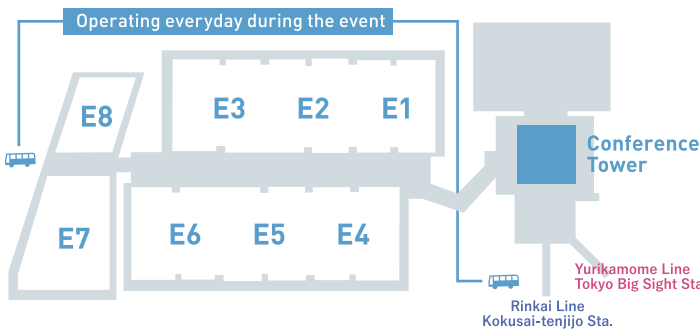 Operating everyday during the event
E8
E3
E2
E1
Conference
Tower
E7
E6
E5
E4
Yurikamome Line
Tokyo Big Sight Sta
Rinkai Line
Kokusai-tenjijo Sta.